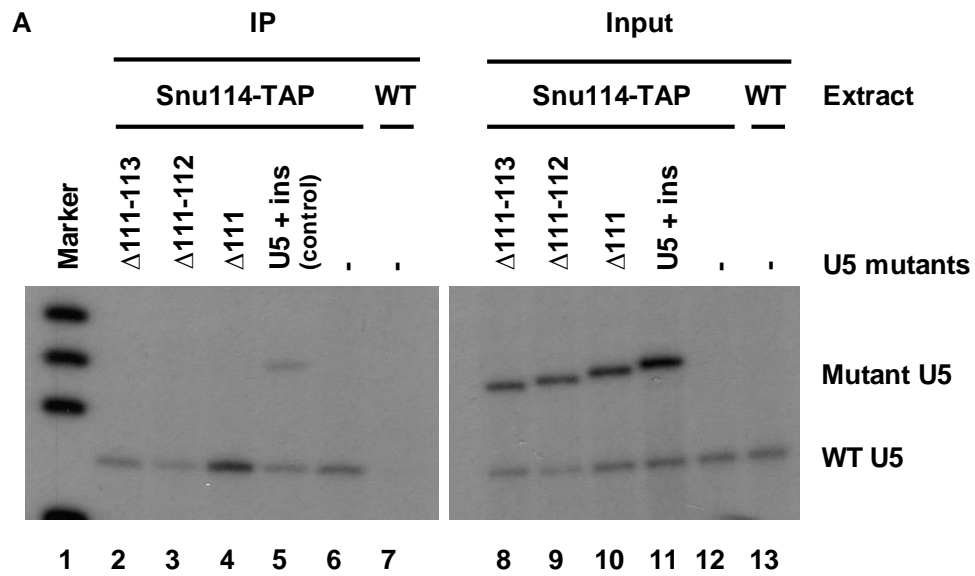 A
IP
Input
Snu114-TAP
WT
Snu114-TAP
WT
Extract
Marker
Δ111-113
Δ111-112
Δ111
U5 + ins
(control)
-
-
Δ111-113
Δ111-112
Δ111
U5 + ins
-
-
U5 mutants
Mutant U5
WT U5
1 2 3 4 5 6 7 8 9 10 11 12 13